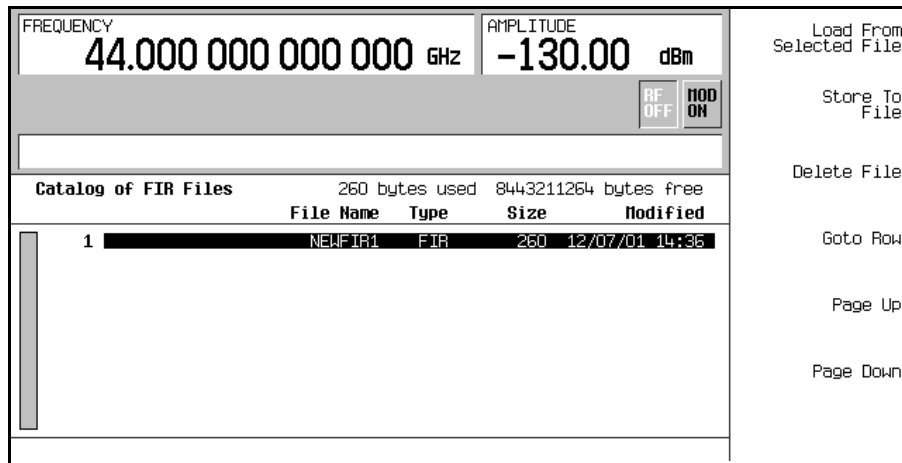 FREQUENCY
44.000 000 000 000 GHz
AMPLITUDE
-130.00 dBm
RF OFF
MOD ON
Catalog of FIR Files 260 bytes used 8443211264 bytes free
File Name Type Size Modified
1 NEWFIR1 FIR 260 12/07/01 14:36
Load From
Selected File
Store To
File
Delete File
Goto Row
Page Up
Page Down